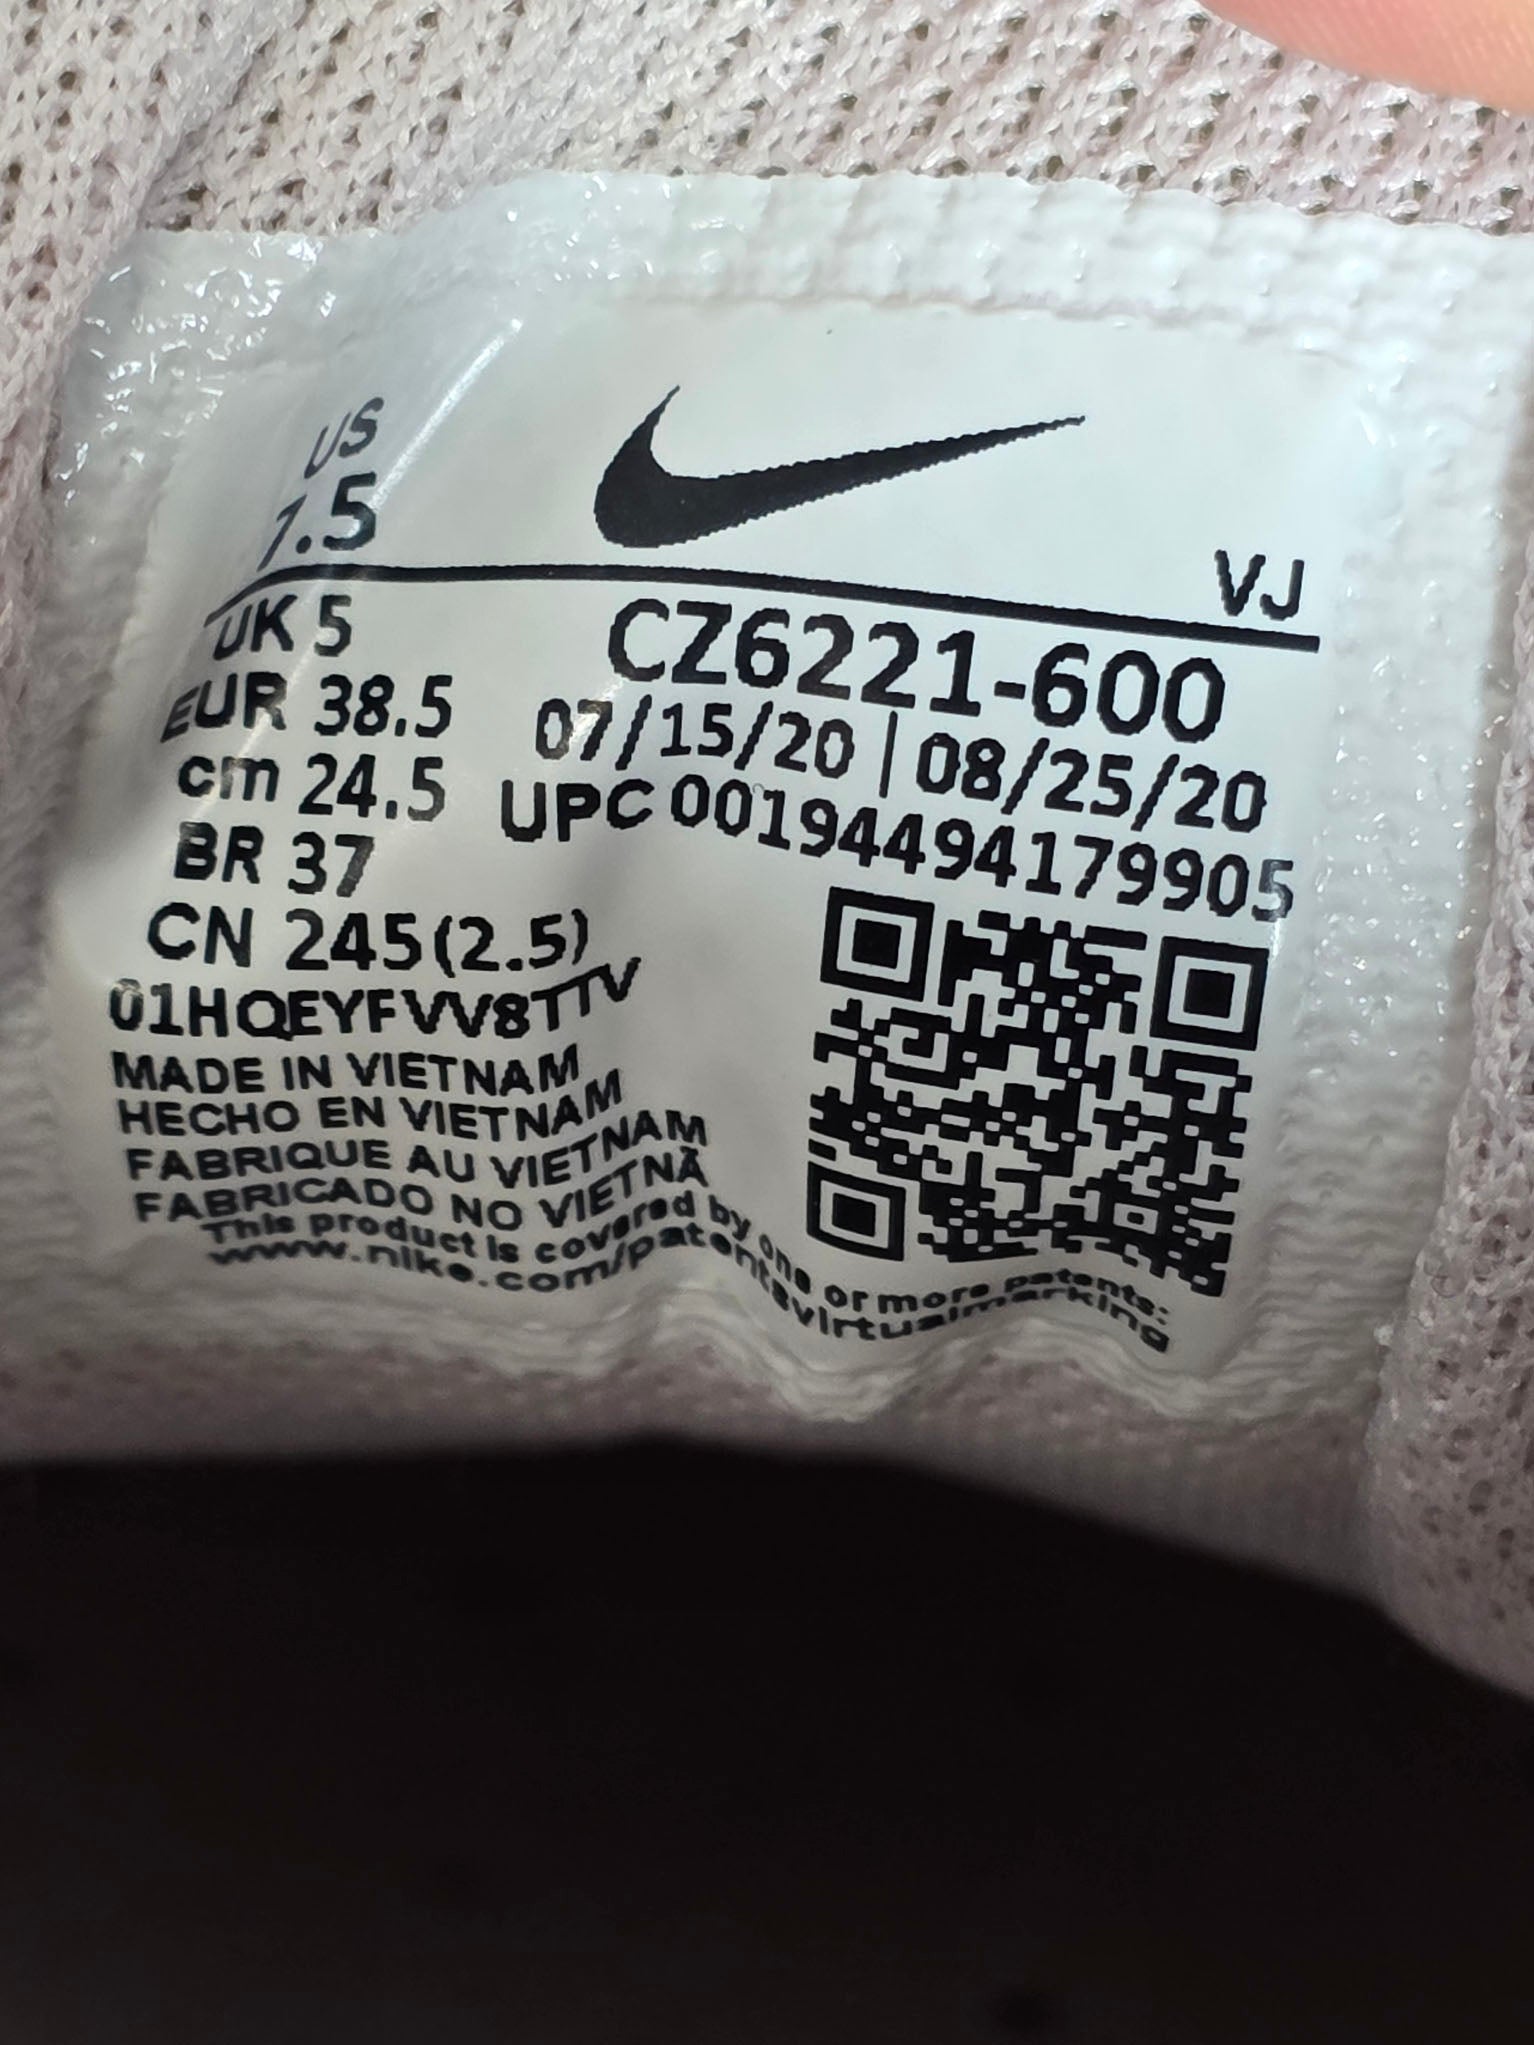 US
7.5
VJ
UK 5
CZ6221-600
EUR 38.5
07/15/20 | 08/25/20
cm 24.5
UPC 00194494179905
BR 37
CN 245(2.5)
01HQEYFVV8TTV
MADE IN VIETNAM
HECHO EN VIETNAM
FABRIQUE AU VIETNAM
FABRICADO NO VIETNÃ
This product is covered by one or more patents:
www.nike.com/patentsvirtualmarking